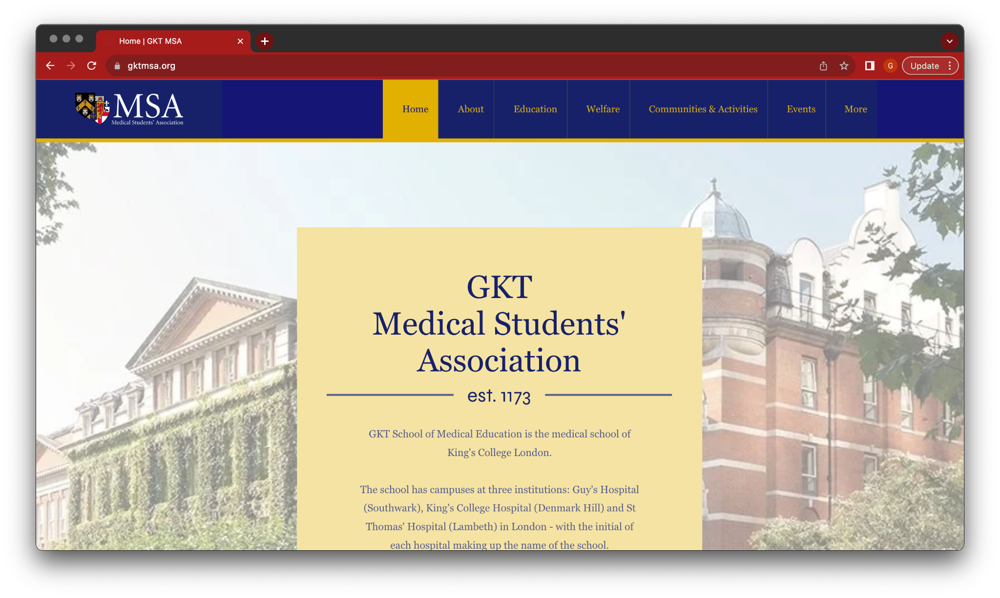 Home | GKT MSA
gktmsa.org
G
Update
MSA
Medical Students' Association
Home
About
Education
Welfare
Communities & Activities
Events
More
GKT
Medical Students'
Association
est. 1173
GKT School of Medical Education is the medical school of
King's College London.
The school has campuses at three institutions: Guy's Hospital
(Southwark), King's College Hospital (Denmark Hill) and St
Thomas' Hospital (Lambeth) in London - with the initial of
each hospital making up the name of the school.